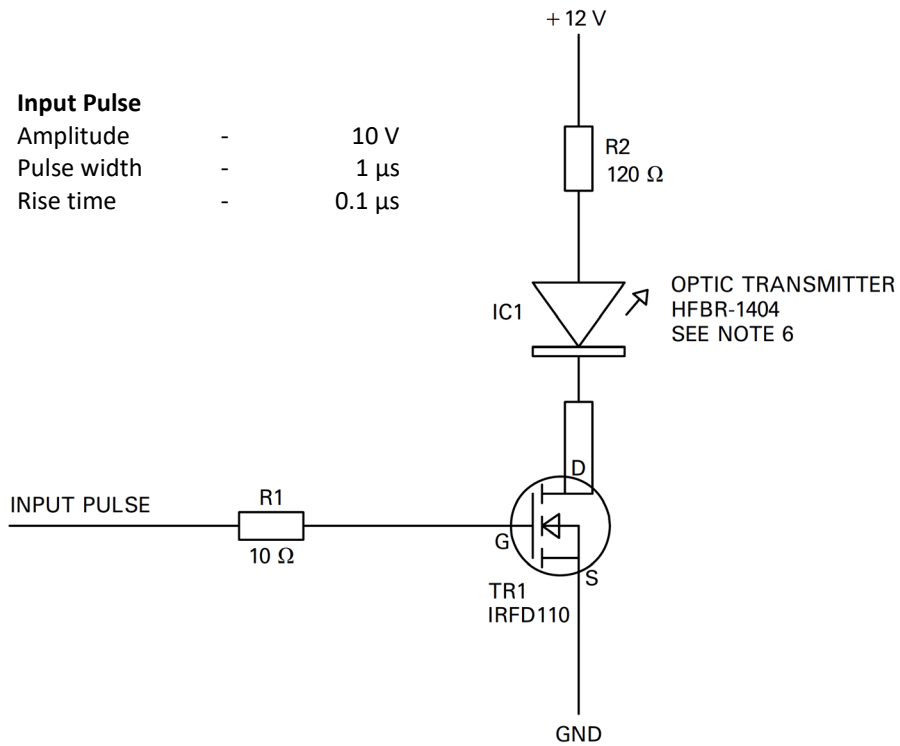 + 12 V
Input Pulse
Amplitude - 10 V
Pulse width - 1 µs
Rise time - 0.1 µs
R2
120 Ω
IC1
OPTIC TRANSMITTER
HFBR-1404
SEE NOTE 6
INPUT PULSE
R1
10 Ω
D
G
S
TR1
IRFD110
GND